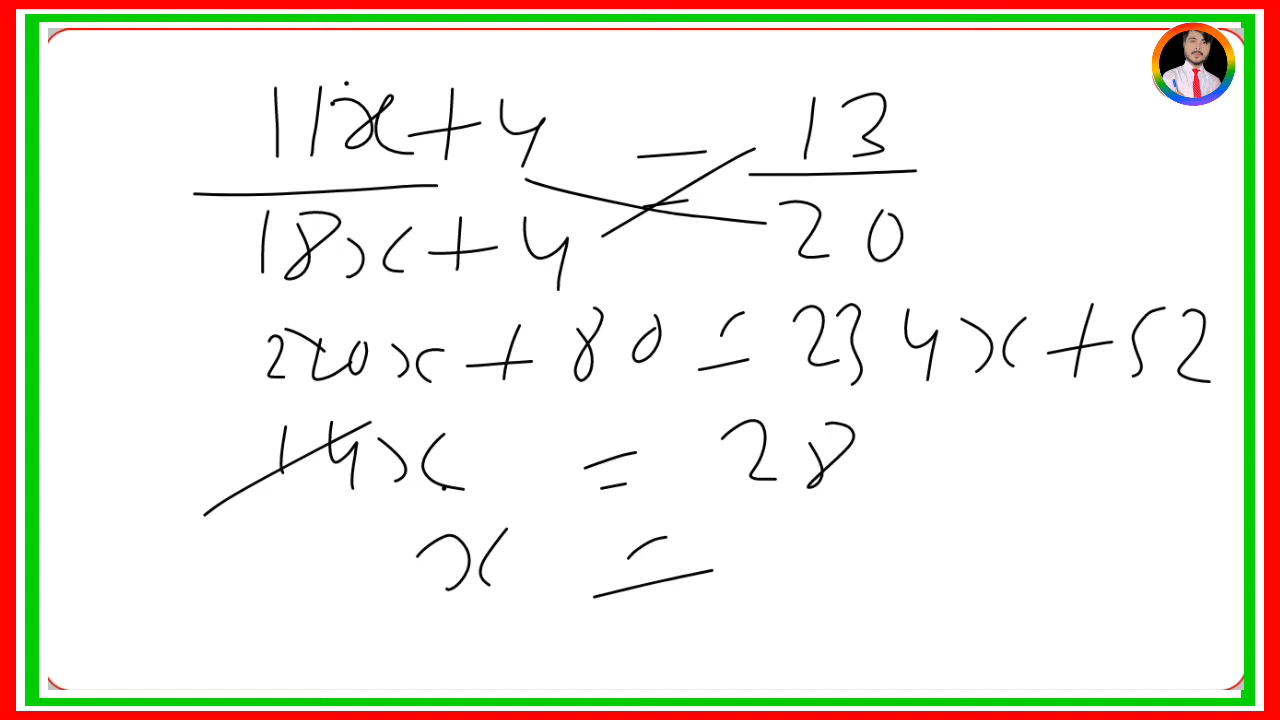 11x+4 = 13
18x+4 20
220x+80=234x+52
14x = 28
x =